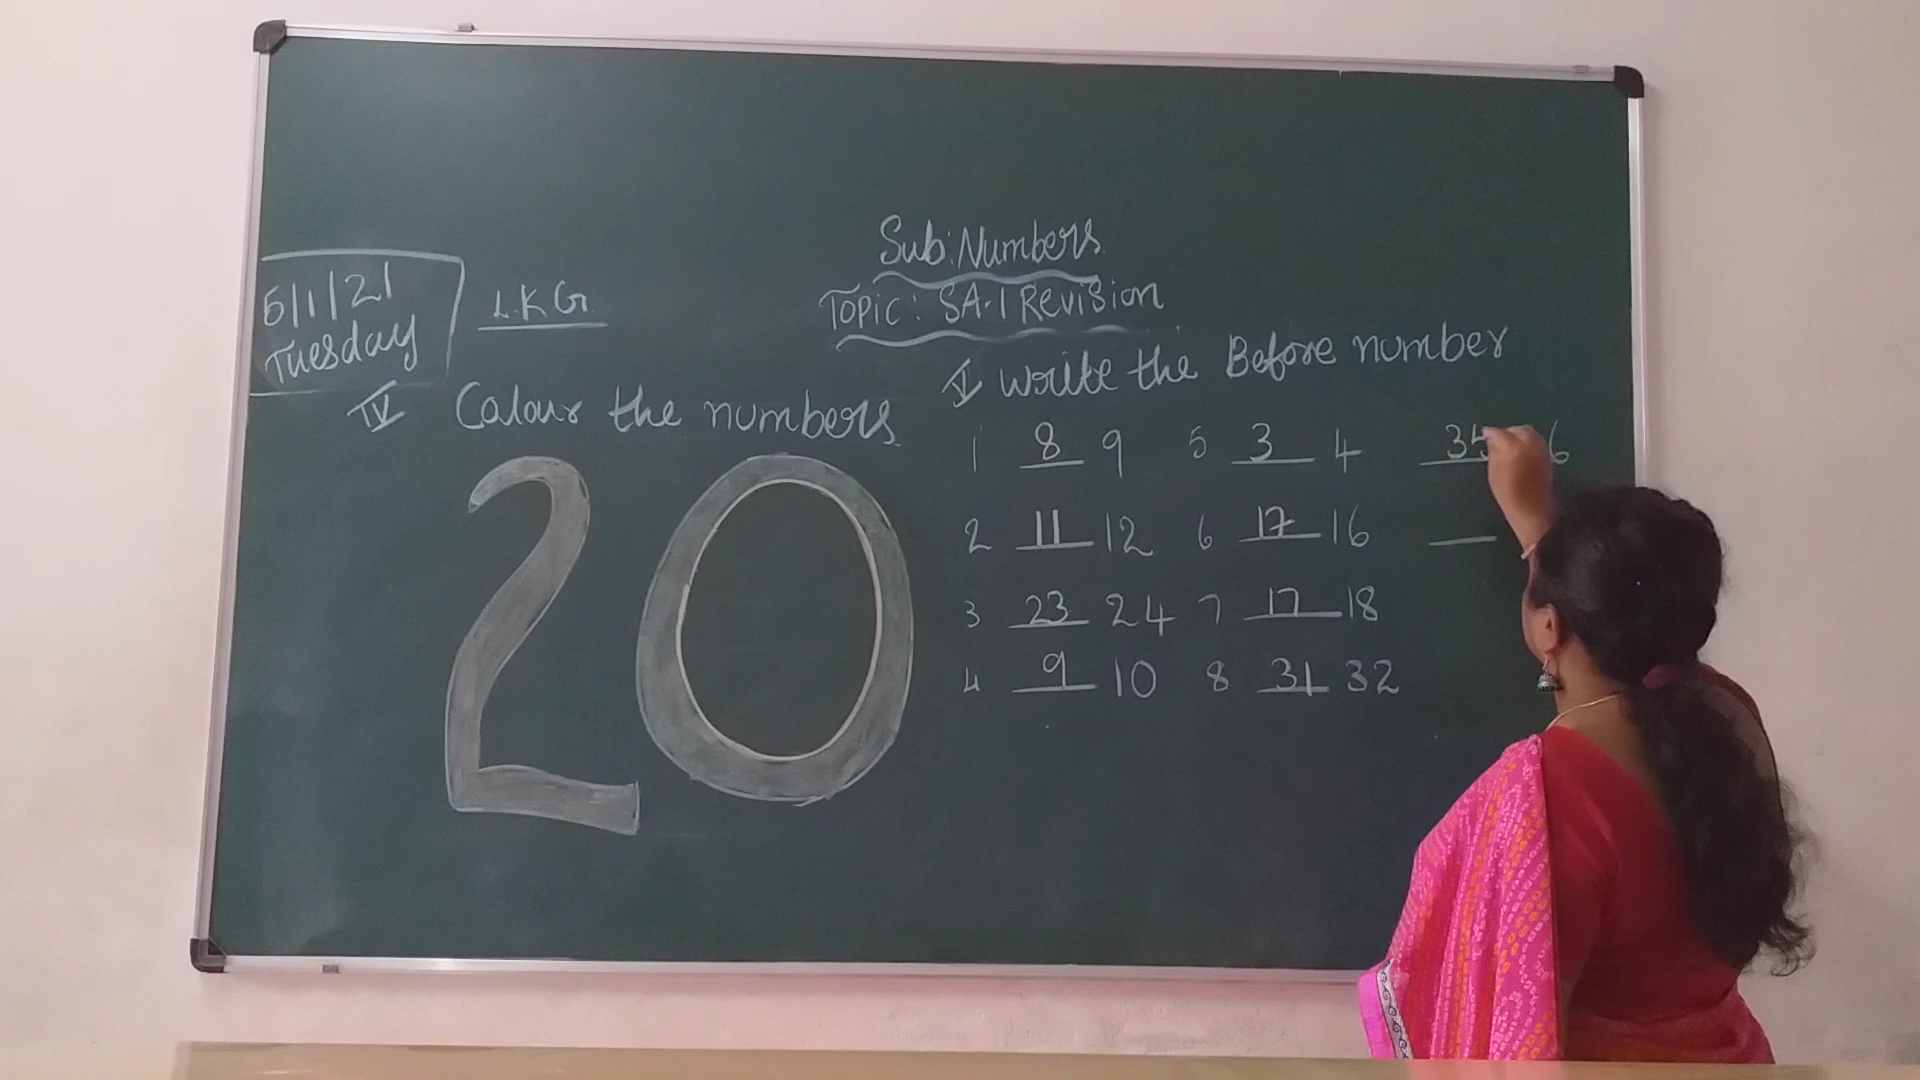 Sub: Numbers
Topic: SA-1 Revision
5/1/21
Tuesday
L.K.G.
IV Colour the numbers
20
V Write the Before number
1 8 9 5 3 4 35 6
2 11 12 6 17 16
3 23 24 7 17 18
4 9 10 8 31 32